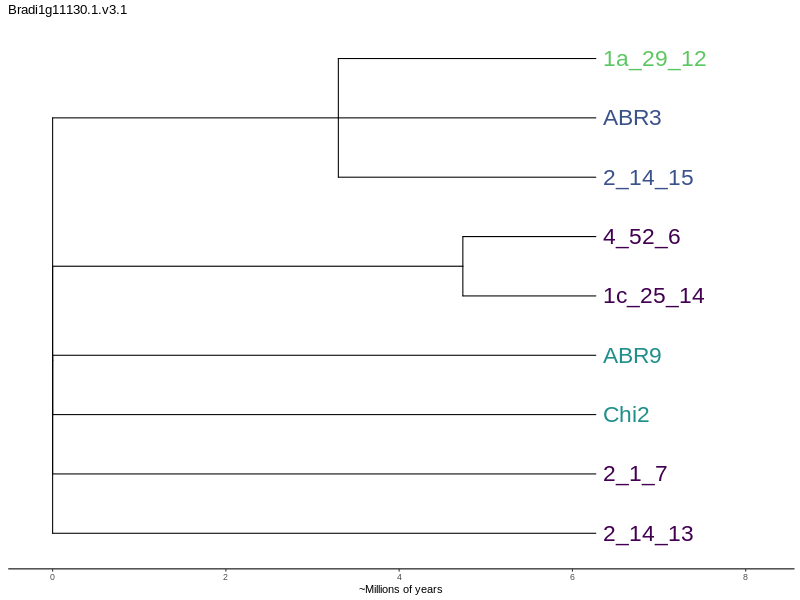 Bradi1g11130.1.v3.1
1a_29_12
ABR3
2_14_15
4_52_6
1c_25_14
ABR9
Chi2
2_1_7
2_14_13
0 2 4 6 8
~Millions of years